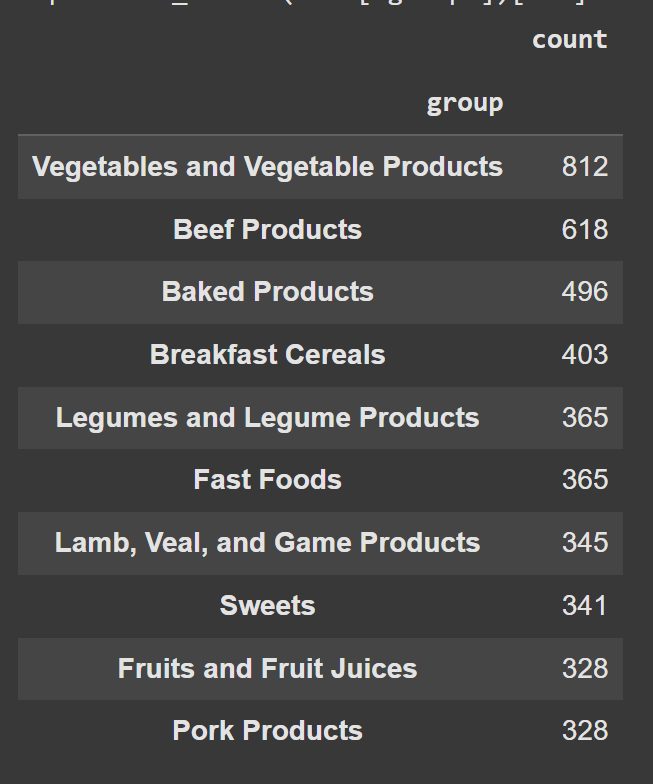 count
group
Vegetables and Vegetable Products 812
Beef Products 618
Baked Products 496
Breakfast Cereals 403
Legumes and Legume Products 365
Fast Foods 365
Lamb, Veal, and Game Products 345
Sweets 341
Fruits and Fruit Juices 328
Pork Products 328